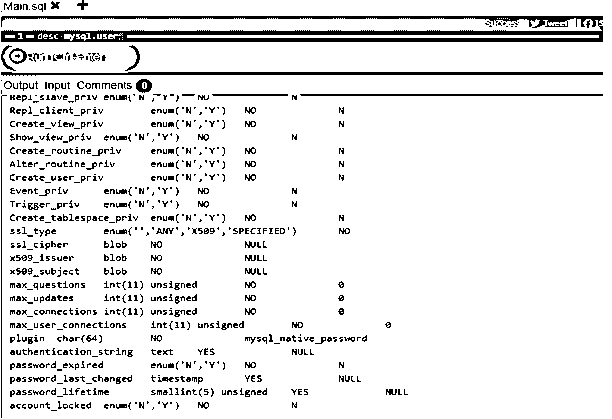 Main.sql ✖ +
Success Tweet f
1 desc mysql.user;
Output Input Comments 0
Repl_slave_priv enum('N','Y') NO N
Repl_client_priv enum('N','Y') NO N
Create_view_priv enum('N','Y') NO N
Show_view_priv enum('N','Y') NO N
Create_routine_priv enum('N','Y') NO N
Alter_routine_priv enum('N','Y') NO N
Create_user_priv enum('N','Y') NO N
Event_priv enum('N','Y') NO N
Trigger_priv enum('N','Y') NO N
Create_tablespace_priv enum('N','Y') NO N
ssl_type enum('','ANY','X509','SPECIFIED') NO
ssl_cipher blob NO NULL
x509_issuer blob NO NULL
x509_subject blob NO NULL
max_questions int(11) unsigned NO 0
max_updates int(11) unsigned NO 0
max_connections int(11) unsigned NO 0
max_user_connections int(11) unsigned NO 0
plugin char(64) NO mysql_native_password
authentication_string text YES NULL
password_expired enum('N','Y') NO N
password_last_changed timestamp YES NULL
password_lifetime smallint(5) unsigned YES NULL
account_locked enum('N','Y') NO N